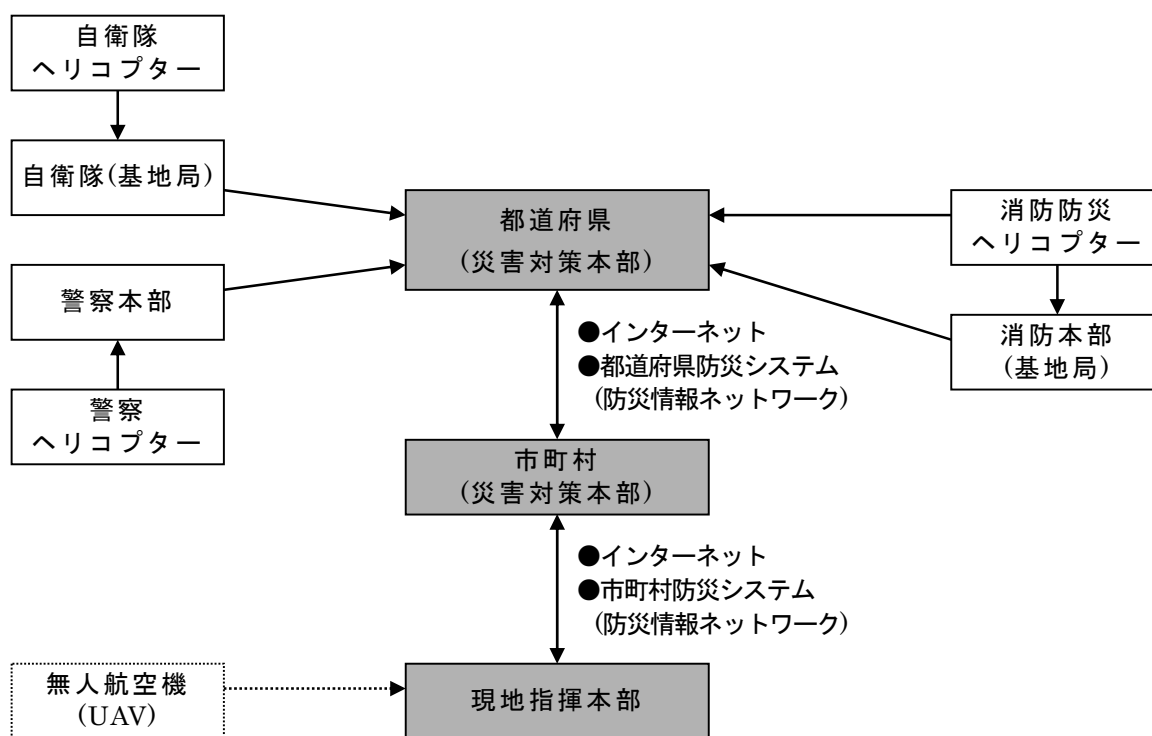 自衛隊
ヘリコプター
自衛隊(基地局)
都道府県
(災害対策本部)
消防防災
ヘリコプター
警察本部
消防本部
(基地局)
●インターネット
●都道府県防災システム
(防災情報ネットワーク)
警察
ヘリコプター
市町村
(災害対策本部)
●インターネット
●市町村防災システム
(防災情報ネットワーク)
無人航空機
(UAV)
現地指揮本部